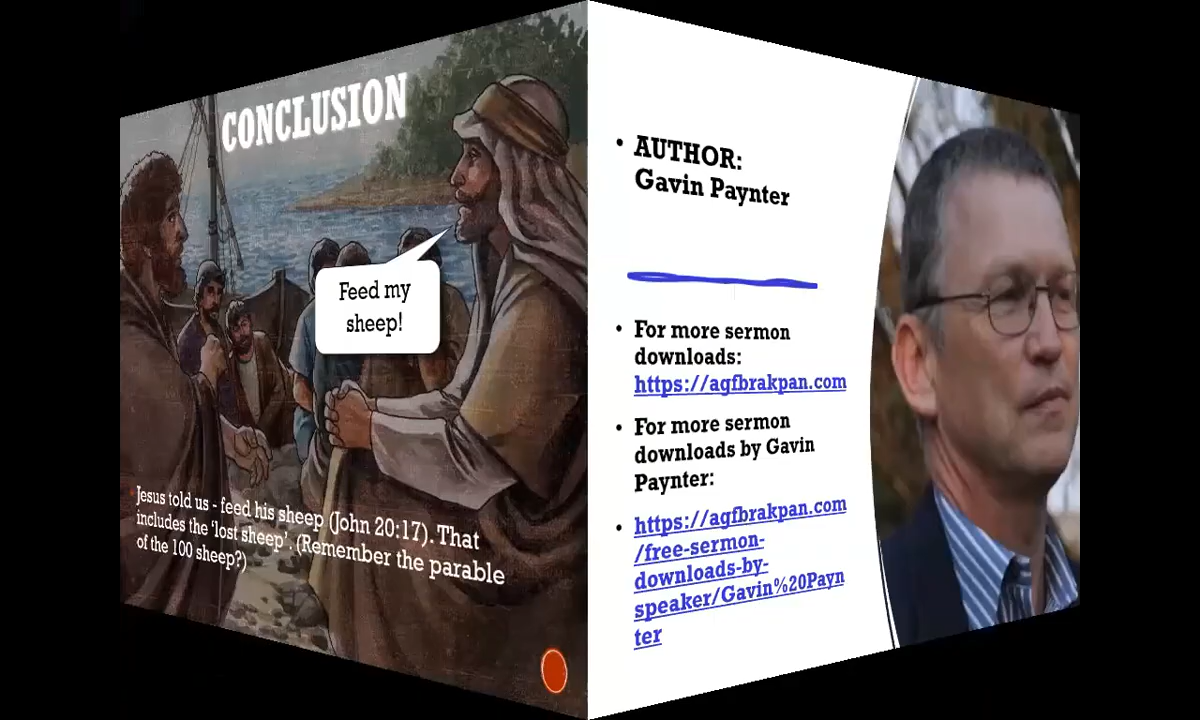 CONCLUSION
Feed my
sheep!
Jesus told us - feed his sheep (John 20:17). That
includes the ‘lost sheep’. (Remember the parable
of the 100 sheep?)
• AUTHOR:
Gavin Paynter
• For more sermon
downloads:
https://agfbrakpan.com
• For more sermon
downloads by Gavin
Paynter:
• https://agfbrakpan.com
/free-sermon-
downloads-by-
speaker/Gavin%20Payn
ter